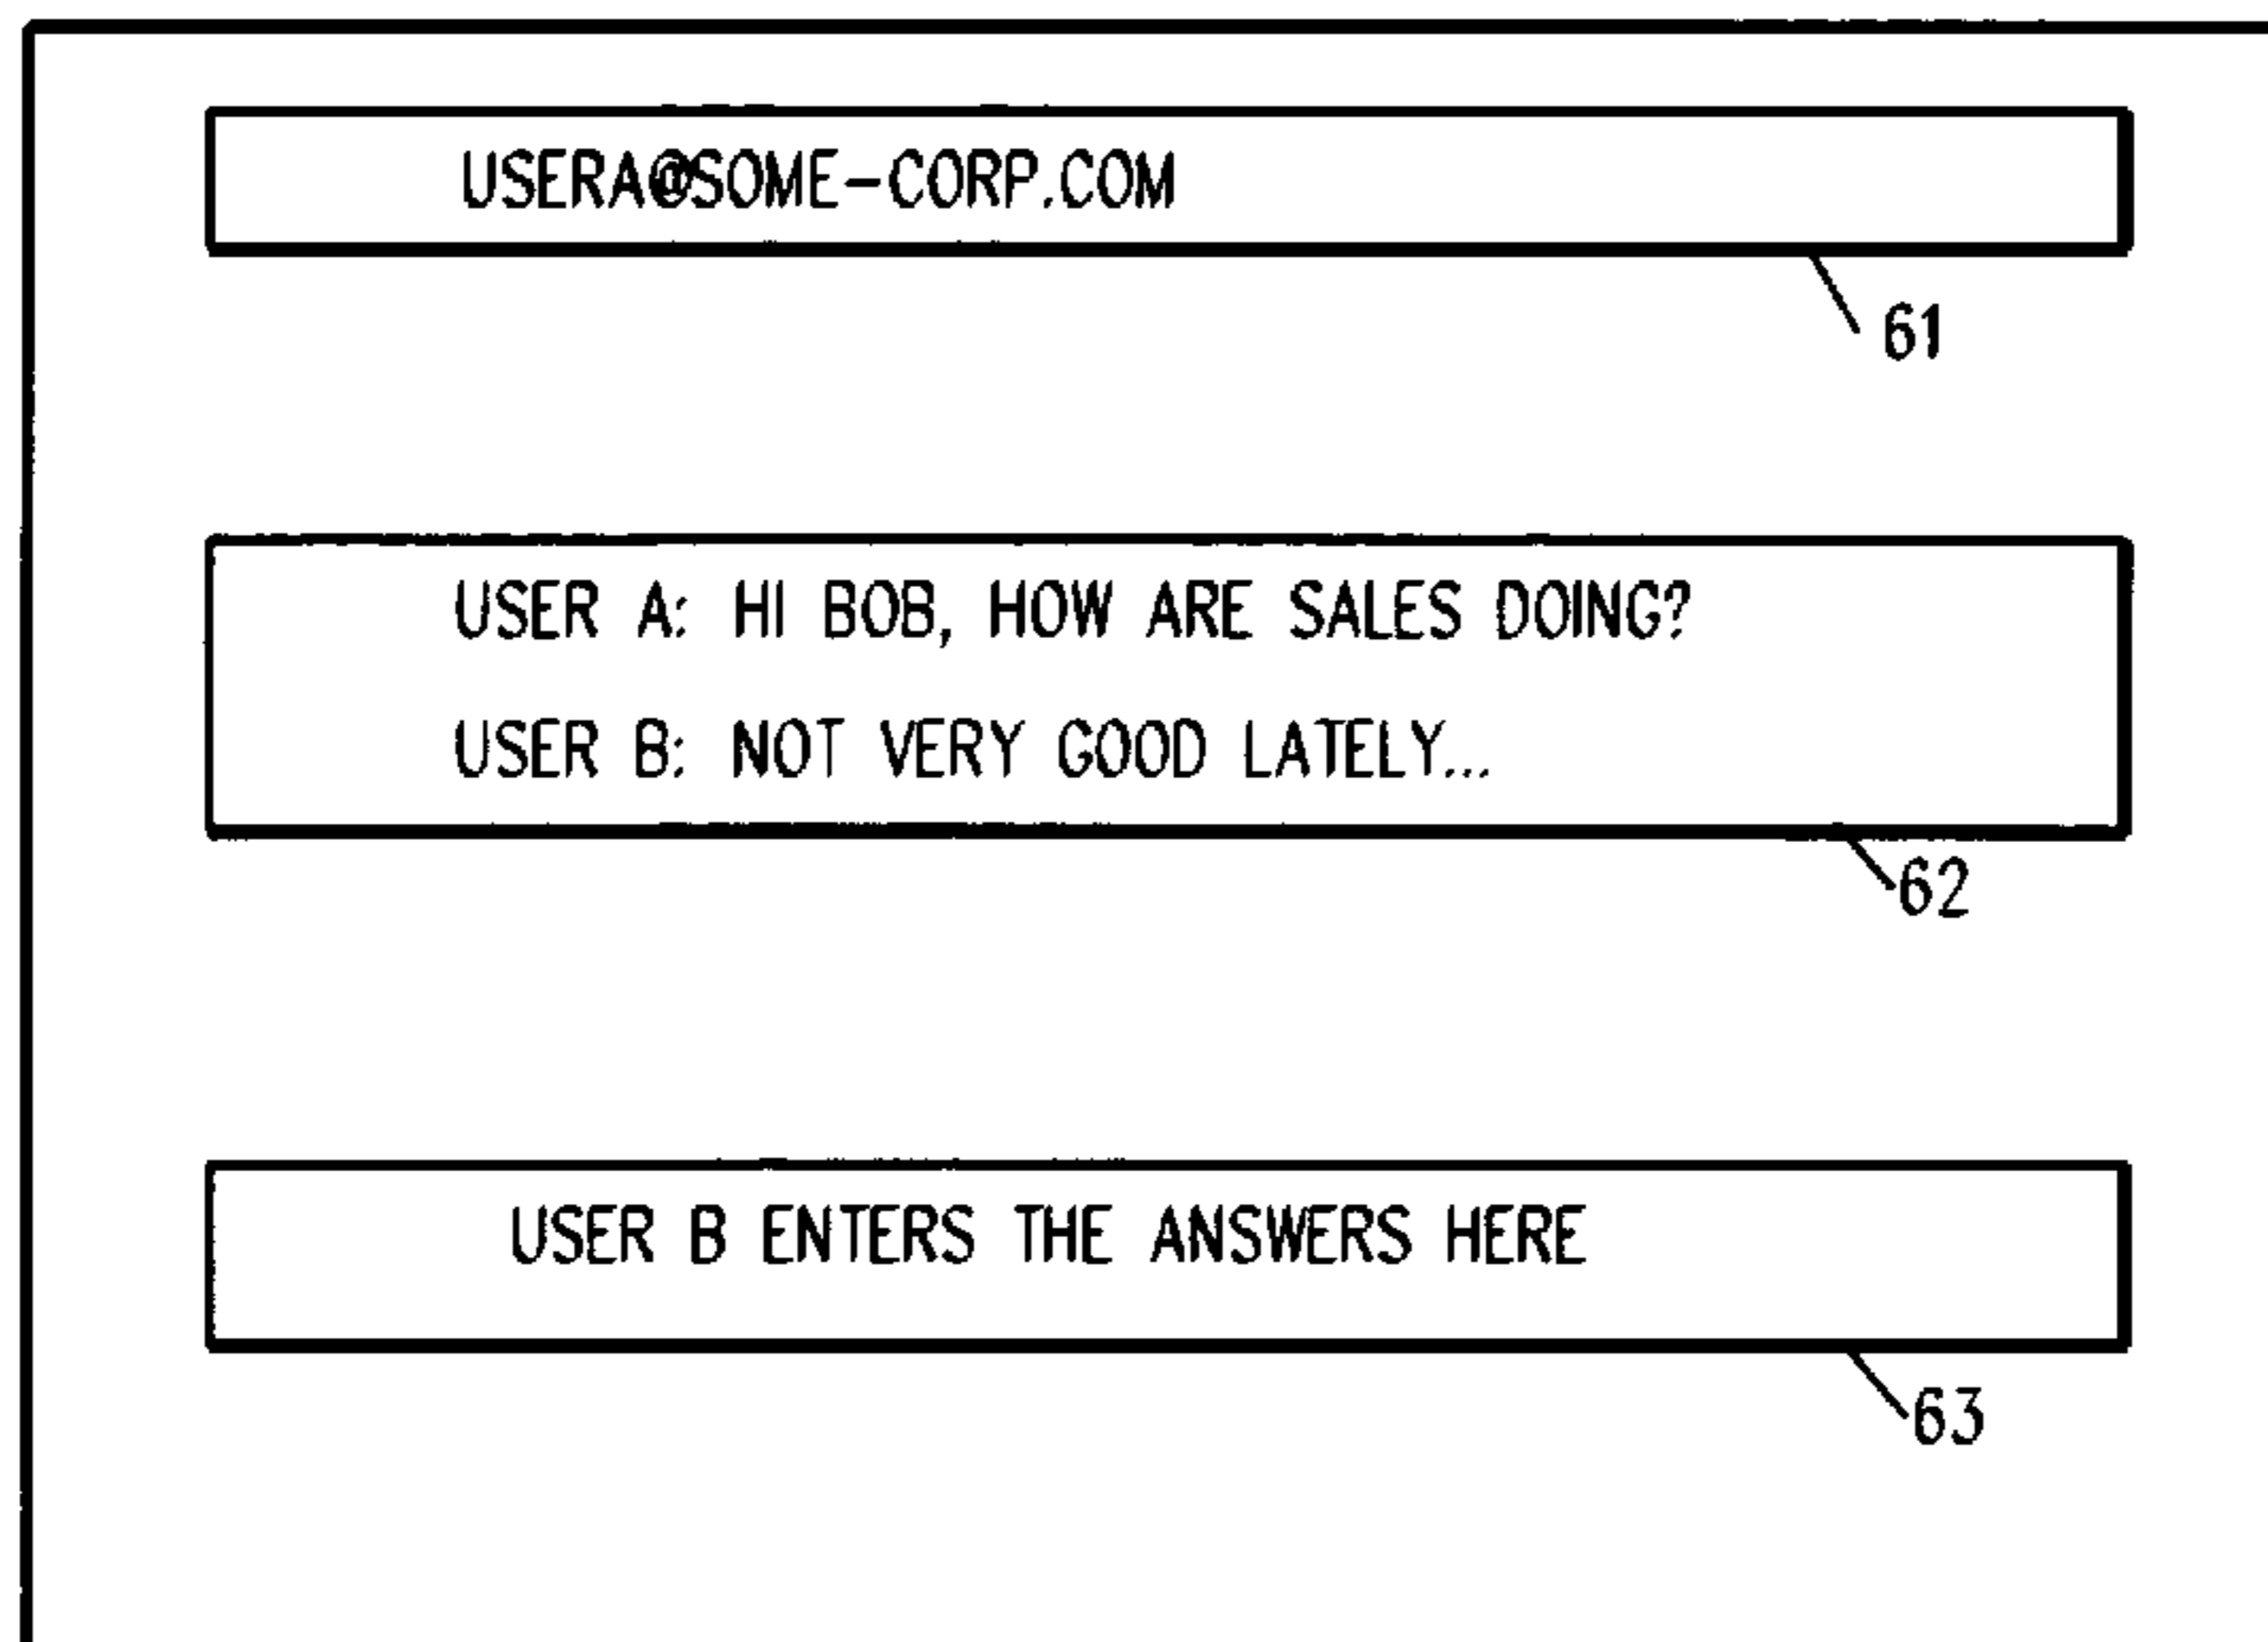 USERA@SOME-CORP.COM
61
USER A: HI BOB, HOW ARE SALES DOING?
USER B: NOT VERY GOOD LATELY...
62
USER B ENTERS THE ANSWERS HERE
63